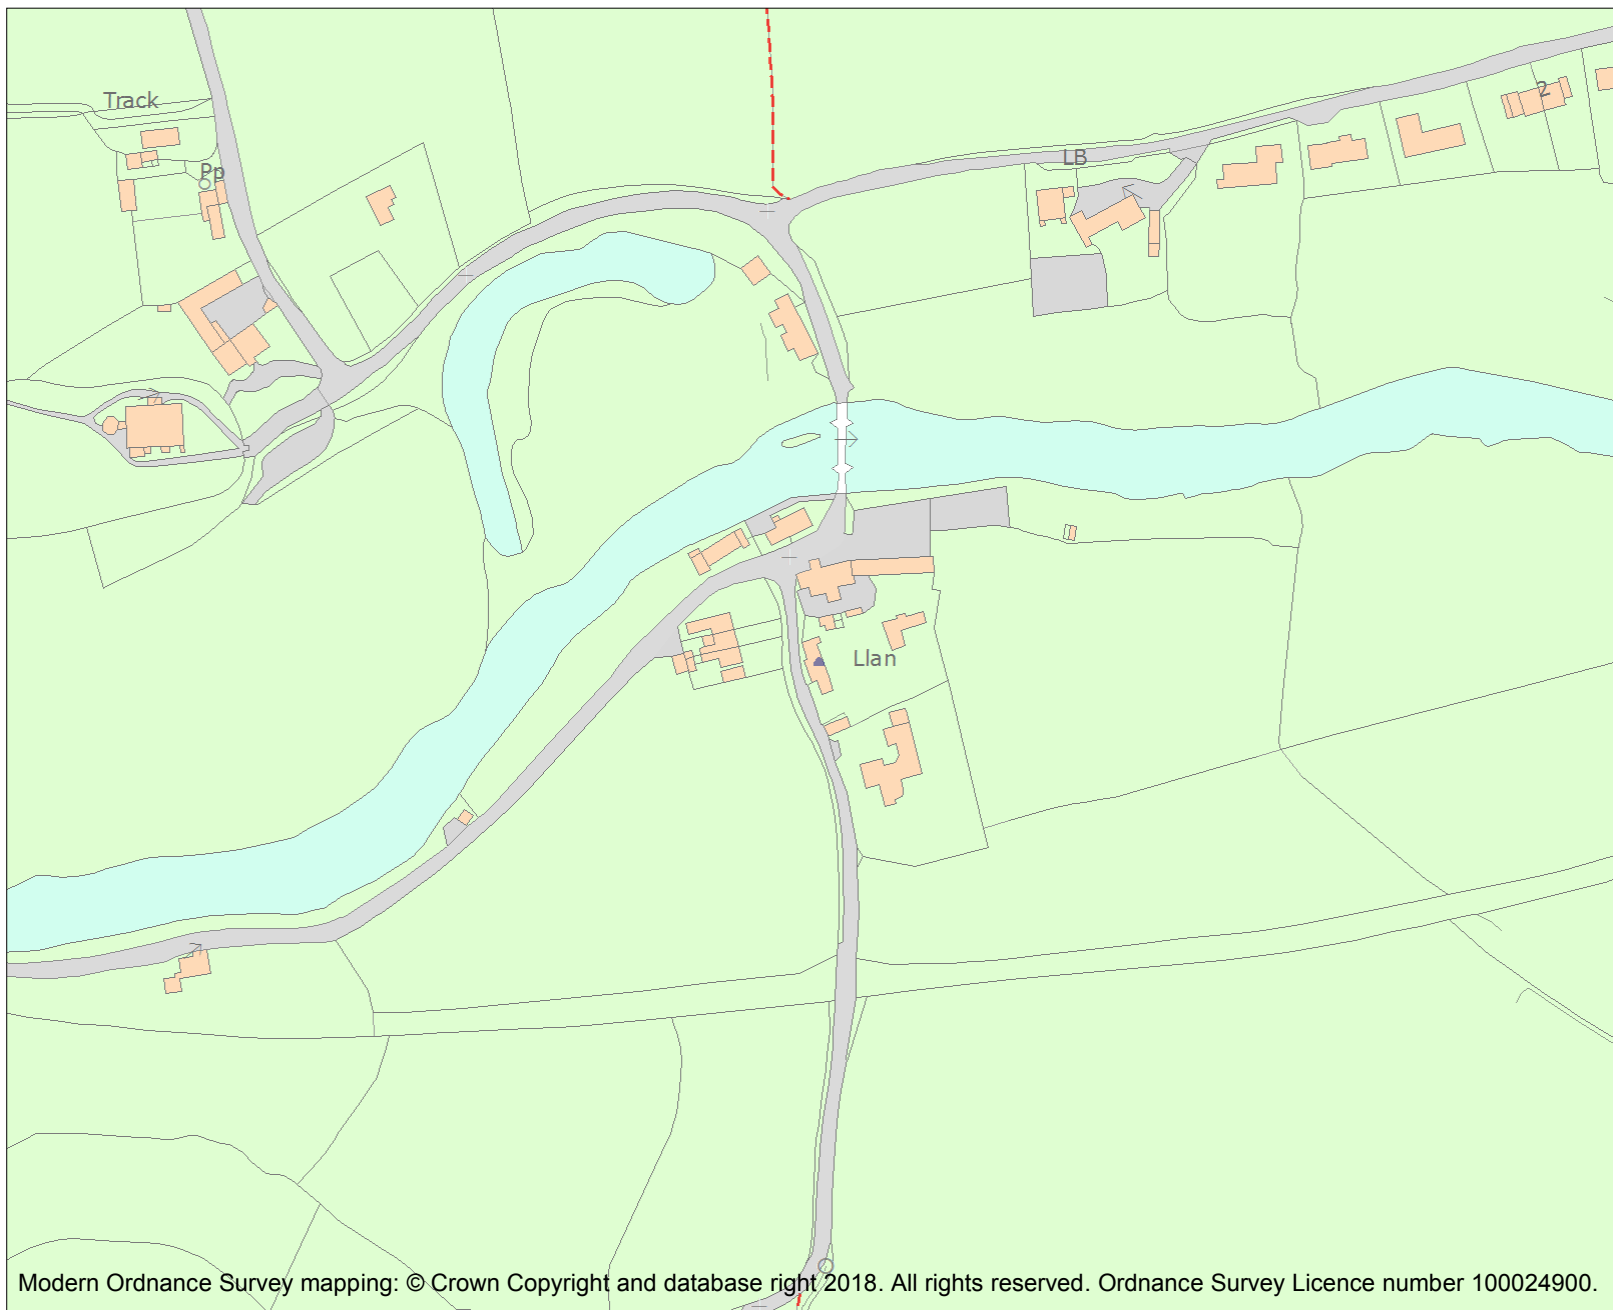 2
Track
LB
Pp
Llan
Modern Ordnance Survey mapping: © Crown Copyright and database right 2018. All rights reserved. Ordnance Survey Licence number 100024900.